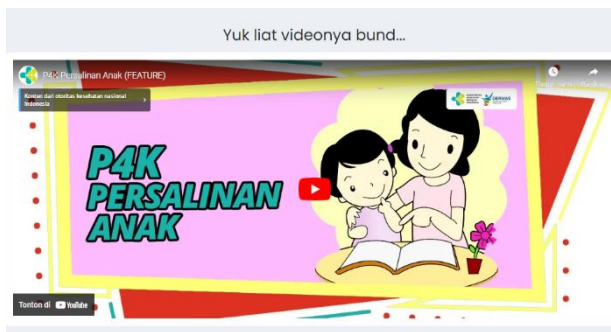 Yuk liat videonya bund...
P4K Persalinan Anak (FEATURE)
Konten dari otoritas kesehatan nasional
Indonesia
P4K
PERSALINAN
ANAK
GERMAS
Tonton di YouTube